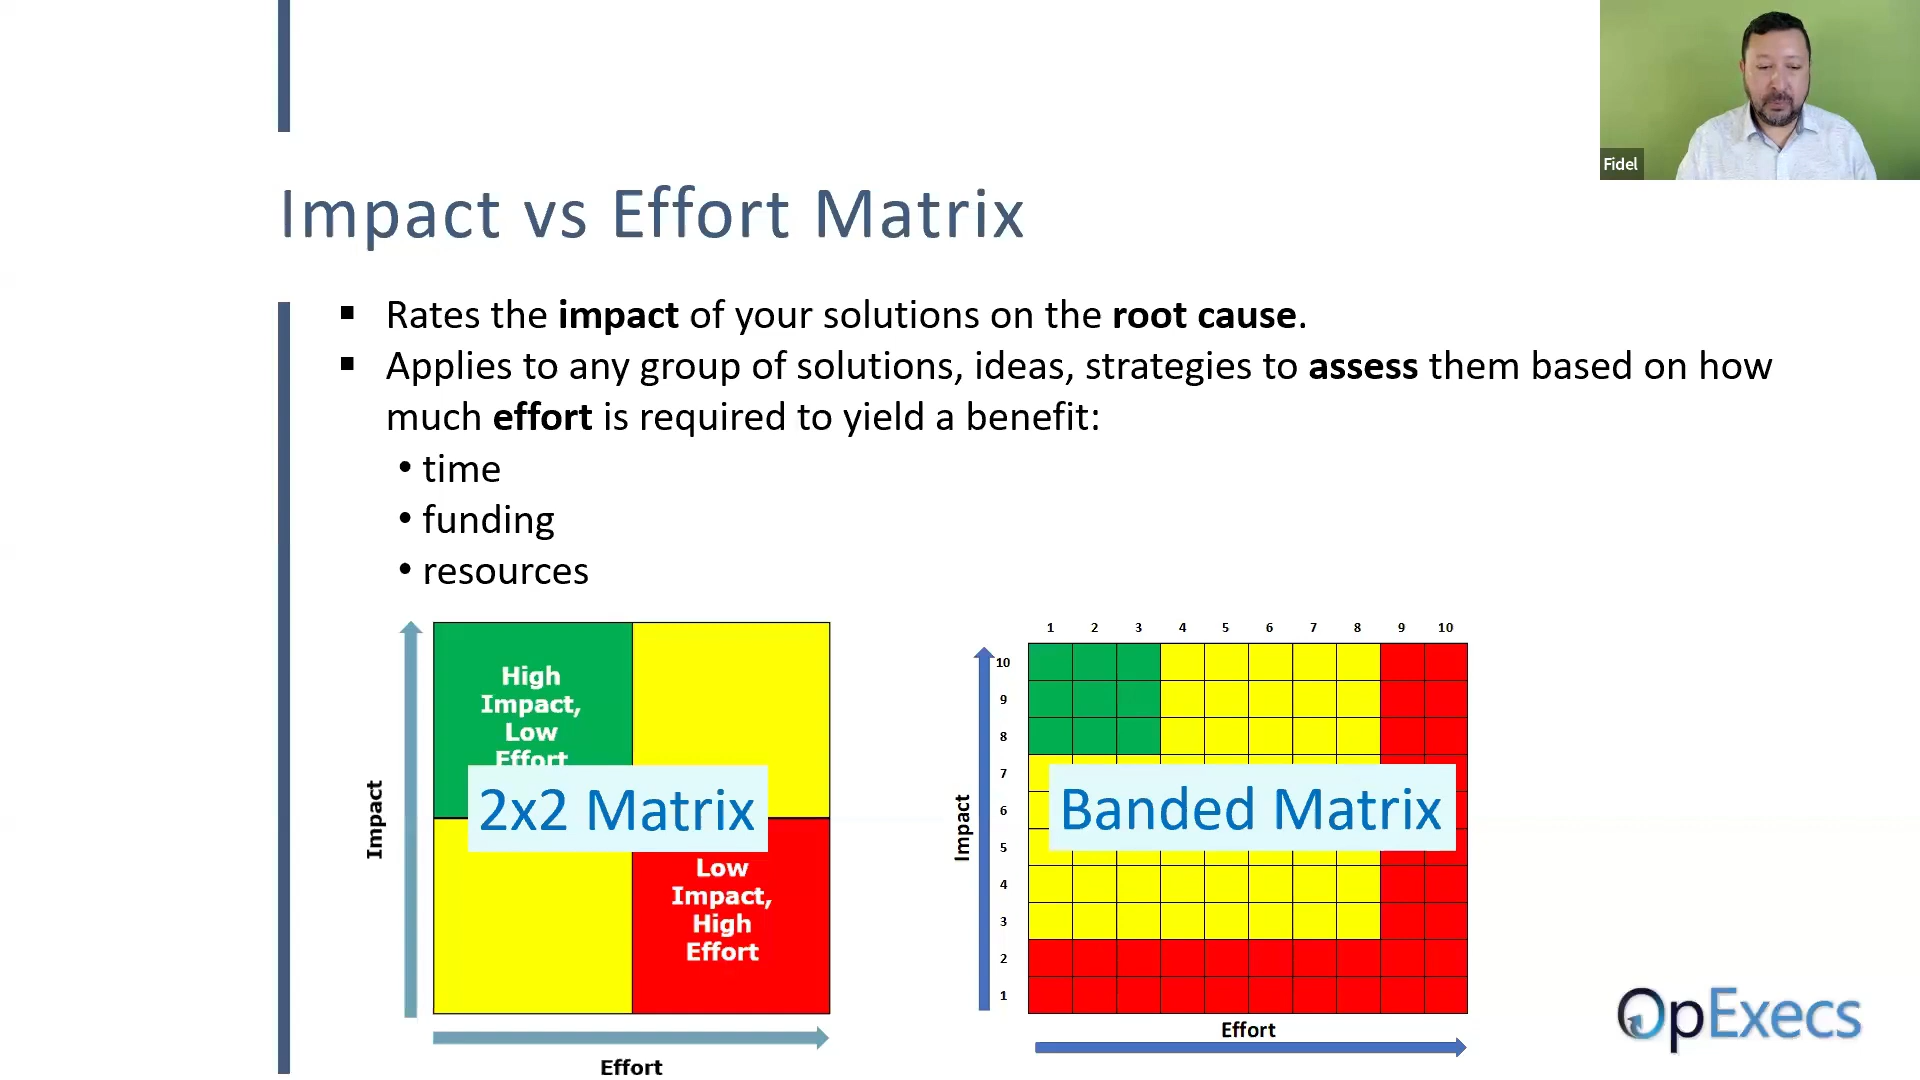 Fidel
Impact vs Effort Matrix
▪ Rates the impact of your solutions on the root cause.
▪ Applies to any group of solutions, ideas, strategies to assess them based on how
much effort is required to yield a benefit:
• time
• funding
• resources
Impact
High
Impact,
Low
Effort
2x2 Matrix
Low
Impact,
High
Effort
Effort
1 2 3 4 5 6 7 8 9 10
Impact
10
9
8
7
6
5
4
3
2
1
Banded Matrix
Effort
OpExecs